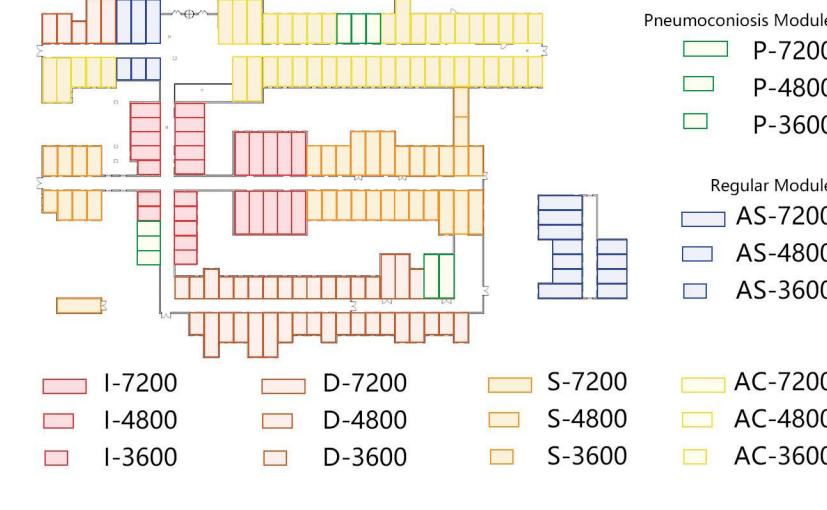 Pneumoconiosis Module
P-7200
P-4800
P-3600
Regular Module
AS-7200
AS-4800
AS-3600
I-7200 D-7200 S-7200 AC-7200
I-4800 D-4800 S-4800 AC-4800
I-3600 D-3600 S-3600 AC-3600